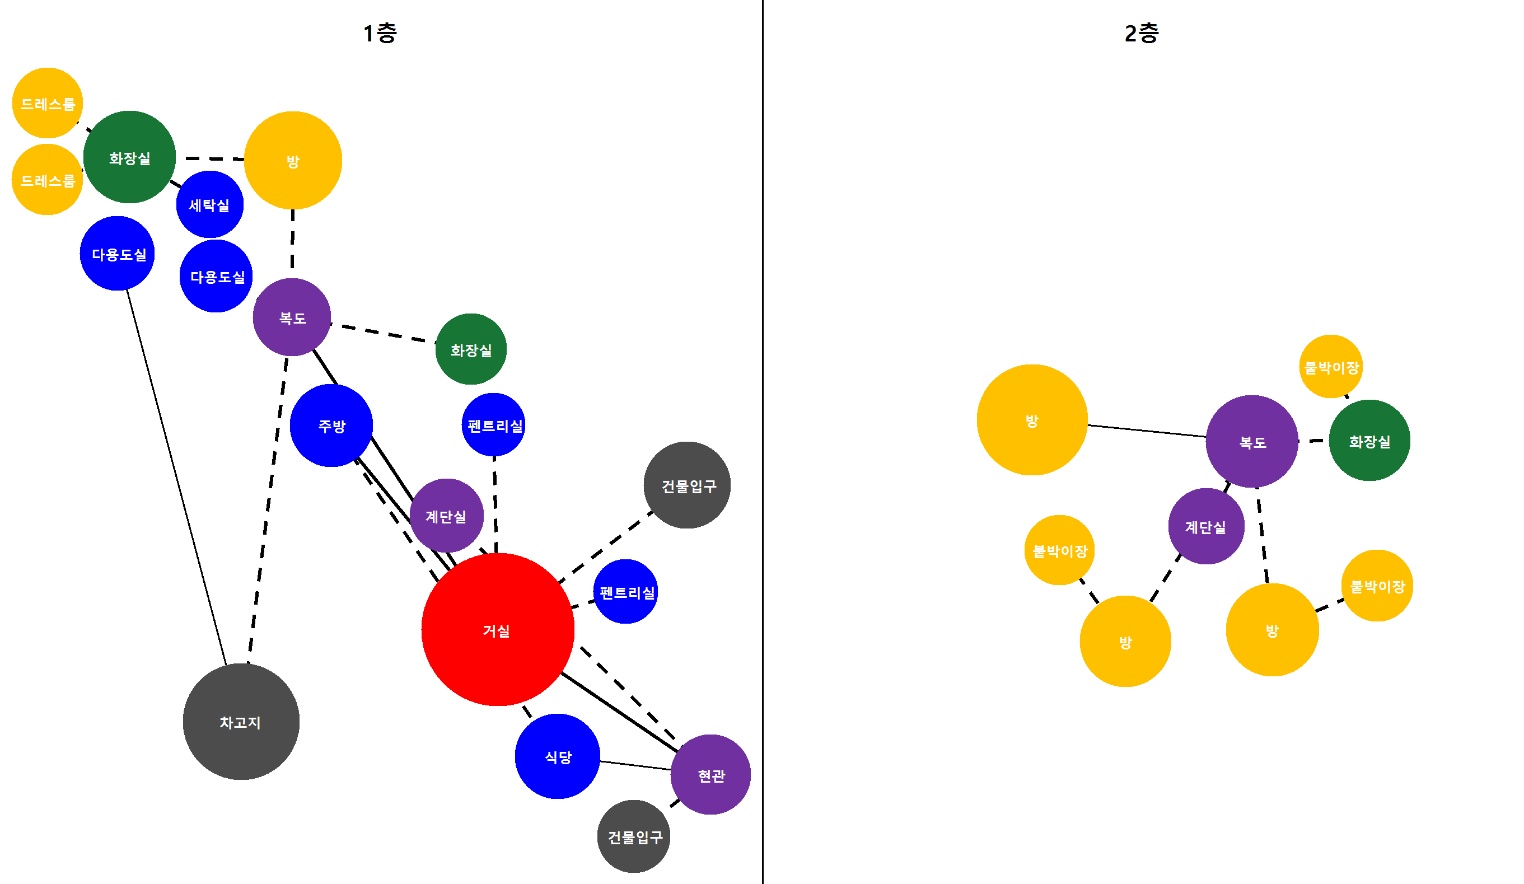 1층
2층
드레스룸
화장실
방
드레스룸
세탁실
다용도실
다용도실
복도
화장실
주방
펜트리실
계단실
건물입구
펜트리실
거실
차고지
식당
현관
건물입구
붙박이장
방
복도
화장실
계단실
붙박이장
붙박이장
방
방